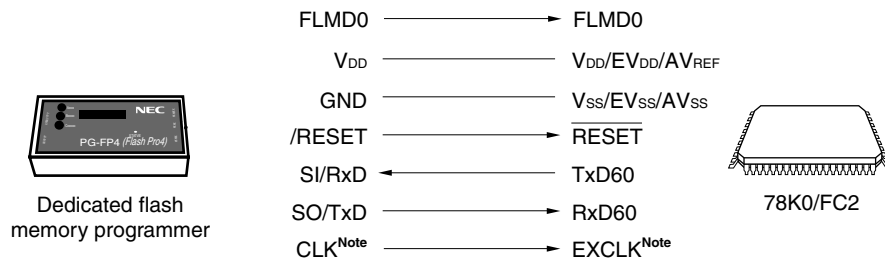 FLMD0 FLMD0
VDD VDD/EVDD/AVREF
GND VSS/EVSS/AVSS
/RESET RESET
SI/RxD TxD60
SO/TxD RxD60
CLKNote EXCLKNote
NEC
PG-FP4 (Flash Pro4)
Dedicated flash
memory programmer
78K0/FC2